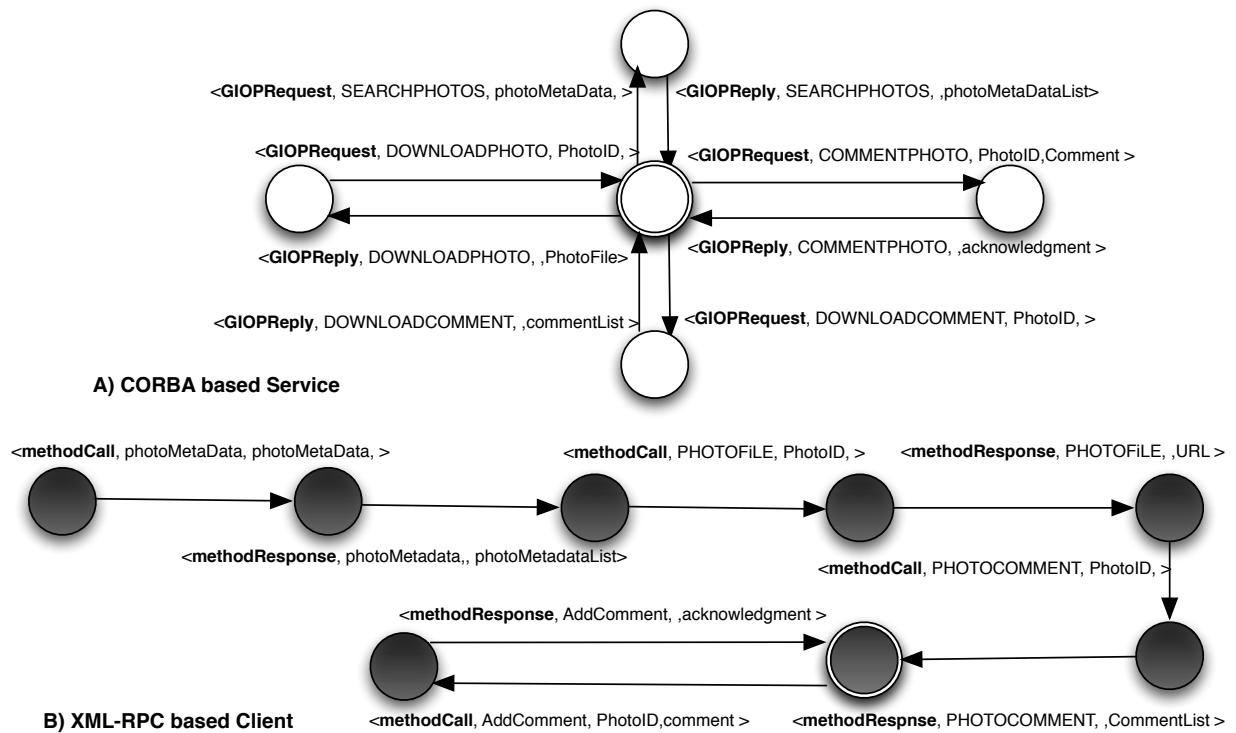 <GIOPRequest, SEARCHPHOTOS, photoMetaData, >
<GIOPReply, SEARCHPHOTOS, ,photoMetaDataList>
<GIOPRequest, DOWNLOADPHOTO, PhotoID, >
<GIOPRequest, COMMENTPHOTO, PhotoID,Comment >
<GIOPReply, DOWNLOADPHOTO, ,PhotoFile>
<GIOPReply, COMMENTPHOTO, ,acknowledgment >
<GIOPReply, DOWNLOADCOMMENT, ,commentList >
<GIOPRequest, DOWNLOADCOMMENT, PhotoID, >
A) CORBA based Service
<methodCall, photoMetaData, photoMetaData, >
<methodCall, PHOTOFiLE, PhotoID, >
<methodResponse, PHOTOFiLE, ,URL >
<methodResponse, photoMetadata,, photoMetadataList>
<methodCall, PHOTOCOMMENT, PhotoID, >
<methodResponse, AddComment, ,acknowledgment >
B) XML-RPC based Client
<methodCall, AddComment, PhotoID,comment >
<methodRespnse, PHOTOCOMMENT, ,CommentList >